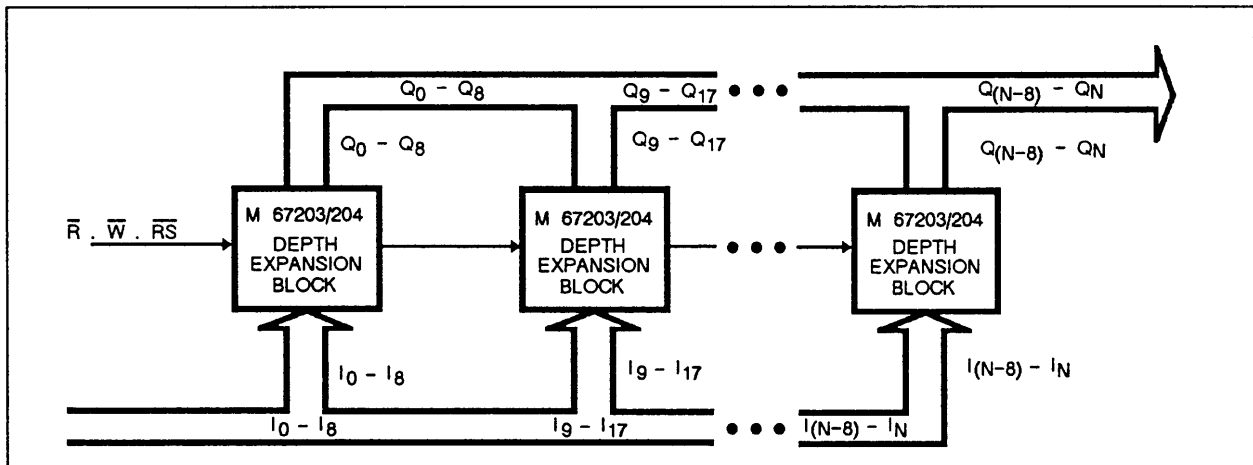 Q0 – Q8
Q9 – Q17
Q(N–8) – QN
Q0 – Q8
Q9 – Q17
Q(N–8) – QN
R̅ . W̅ . R̅S̅
M 67203/204
DEPTH
EXPANSION
BLOCK
M 67203/204
DEPTH
EXPANSION
BLOCK
M 67203/204
DEPTH
EXPANSION
BLOCK
I0 – I8
I9 – I17
I(N–8) – IN
I0 – I8
I9 – I17
I(N–8) – IN